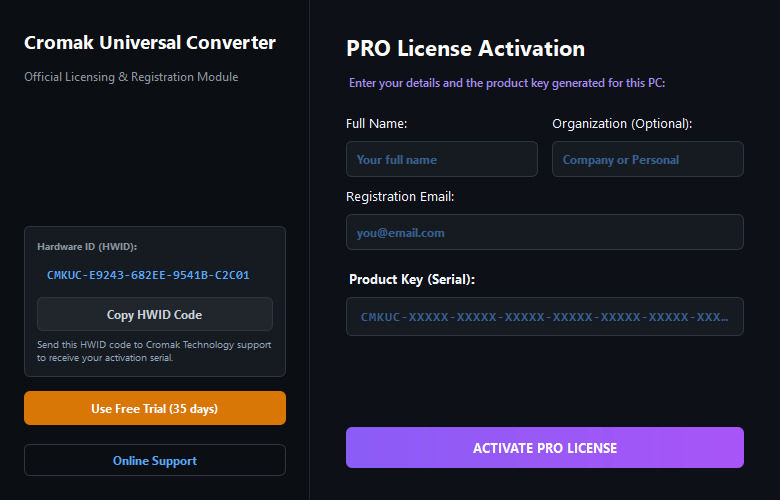 Cromak Universal Converter
Official Licensing & Registration Module
Hardware ID (HWID):
CMKUC-E9243-682EE-9541B-C2C01
Copy HWID Code
Send this HWID code to Cromak Technology support
to receive your activation serial.
Use Free Trial (35 days)
Online Support
PRO License Activation
Enter your details and the product key generated for this PC:
Full Name:
Organization (Optional):
Your full name
Company or Personal
Registration Email:
you@email.com
Product Key (Serial):
CMKUC-XXXXX-XXXXX-XXXXX-XXXXX-XXXXX-XXXXX-XXX…
ACTIVATE PRO LICENSE